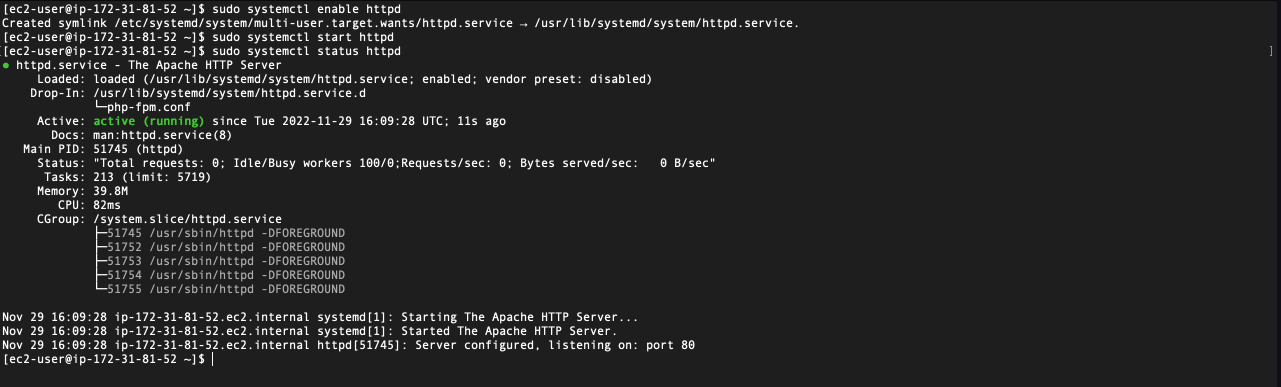 [ec2-user@ip-172-31-81-52 ~]$ sudo systemctl enable httpd
Created symlink /etc/systemd/system/multi-user.target.wants/httpd.service → /usr/lib/systemd/system/httpd.service.
[ec2-user@ip-172-31-81-52 ~]$ sudo systemctl start httpd
[ec2-user@ip-172-31-81-52 ~]$ sudo systemctl status httpd ]
● httpd.service - The Apache HTTP Server
     Loaded: loaded (/usr/lib/systemd/system/httpd.service; enabled; vendor preset: disabled)
    Drop-In: /usr/lib/systemd/system/httpd.service.d
             └─php-fpm.conf
     Active: active (running) since Tue 2022-11-29 16:09:28 UTC; 11s ago
       Docs: man:httpd.service(8)
   Main PID: 51745 (httpd)
     Status: "Total requests: 0; Idle/Busy workers 100/0;Requests/sec: 0; Bytes served/sec:   0 B/sec"
      Tasks: 213 (limit: 5719)
     Memory: 39.8M
        CPU: 82ms
     CGroup: /system.slice/httpd.service
             ├─51745 /usr/sbin/httpd -DFOREGROUND
             ├─51752 /usr/sbin/httpd -DFOREGROUND
             ├─51753 /usr/sbin/httpd -DFOREGROUND
             ├─51754 /usr/sbin/httpd -DFOREGROUND
             └─51755 /usr/sbin/httpd -DFOREGROUND
Nov 29 16:09:28 ip-172-31-81-52.ec2.internal systemd[1]: Starting The Apache HTTP Server...
Nov 29 16:09:28 ip-172-31-81-52.ec2.internal systemd[1]: Started The Apache HTTP Server.
Nov 29 16:09:28 ip-172-31-81-52.ec2.internal httpd[51745]: Server configured, listening on: port 80
[ec2-user@ip-172-31-81-52 ~]$